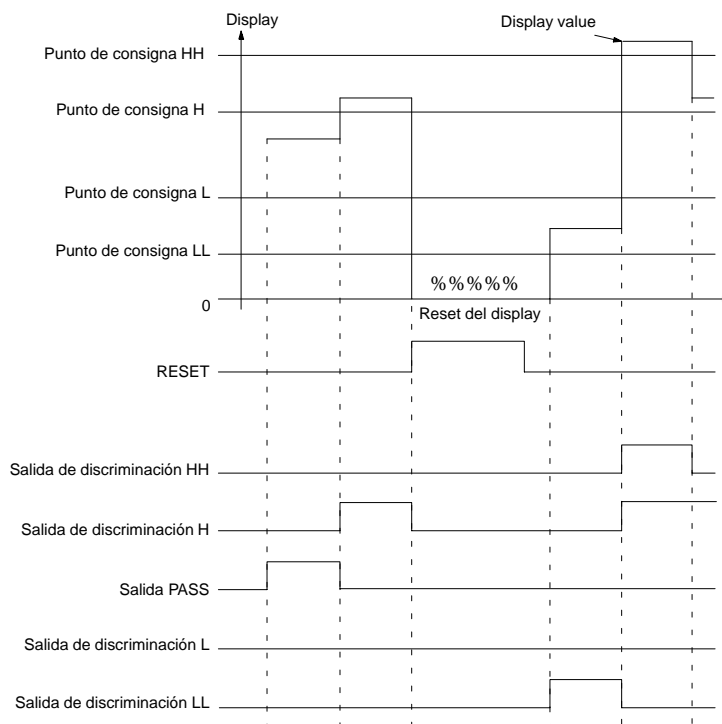 Display
Display value
Punto de consigna HH
Punto de consigna H
Punto de consigna L
Punto de consigna LL
%%%%%
0
Reset del display
RESET
Salida de discriminación HH
Salida de discriminación H
Salida PASS
Salida de discriminación L
Salida de discriminación LL